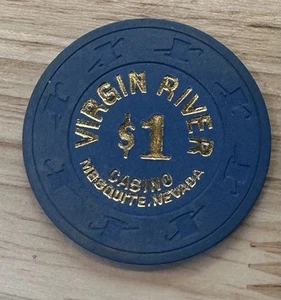 VIRGIN RIVER
$1
CASINO
MESQUITE, NEVADA